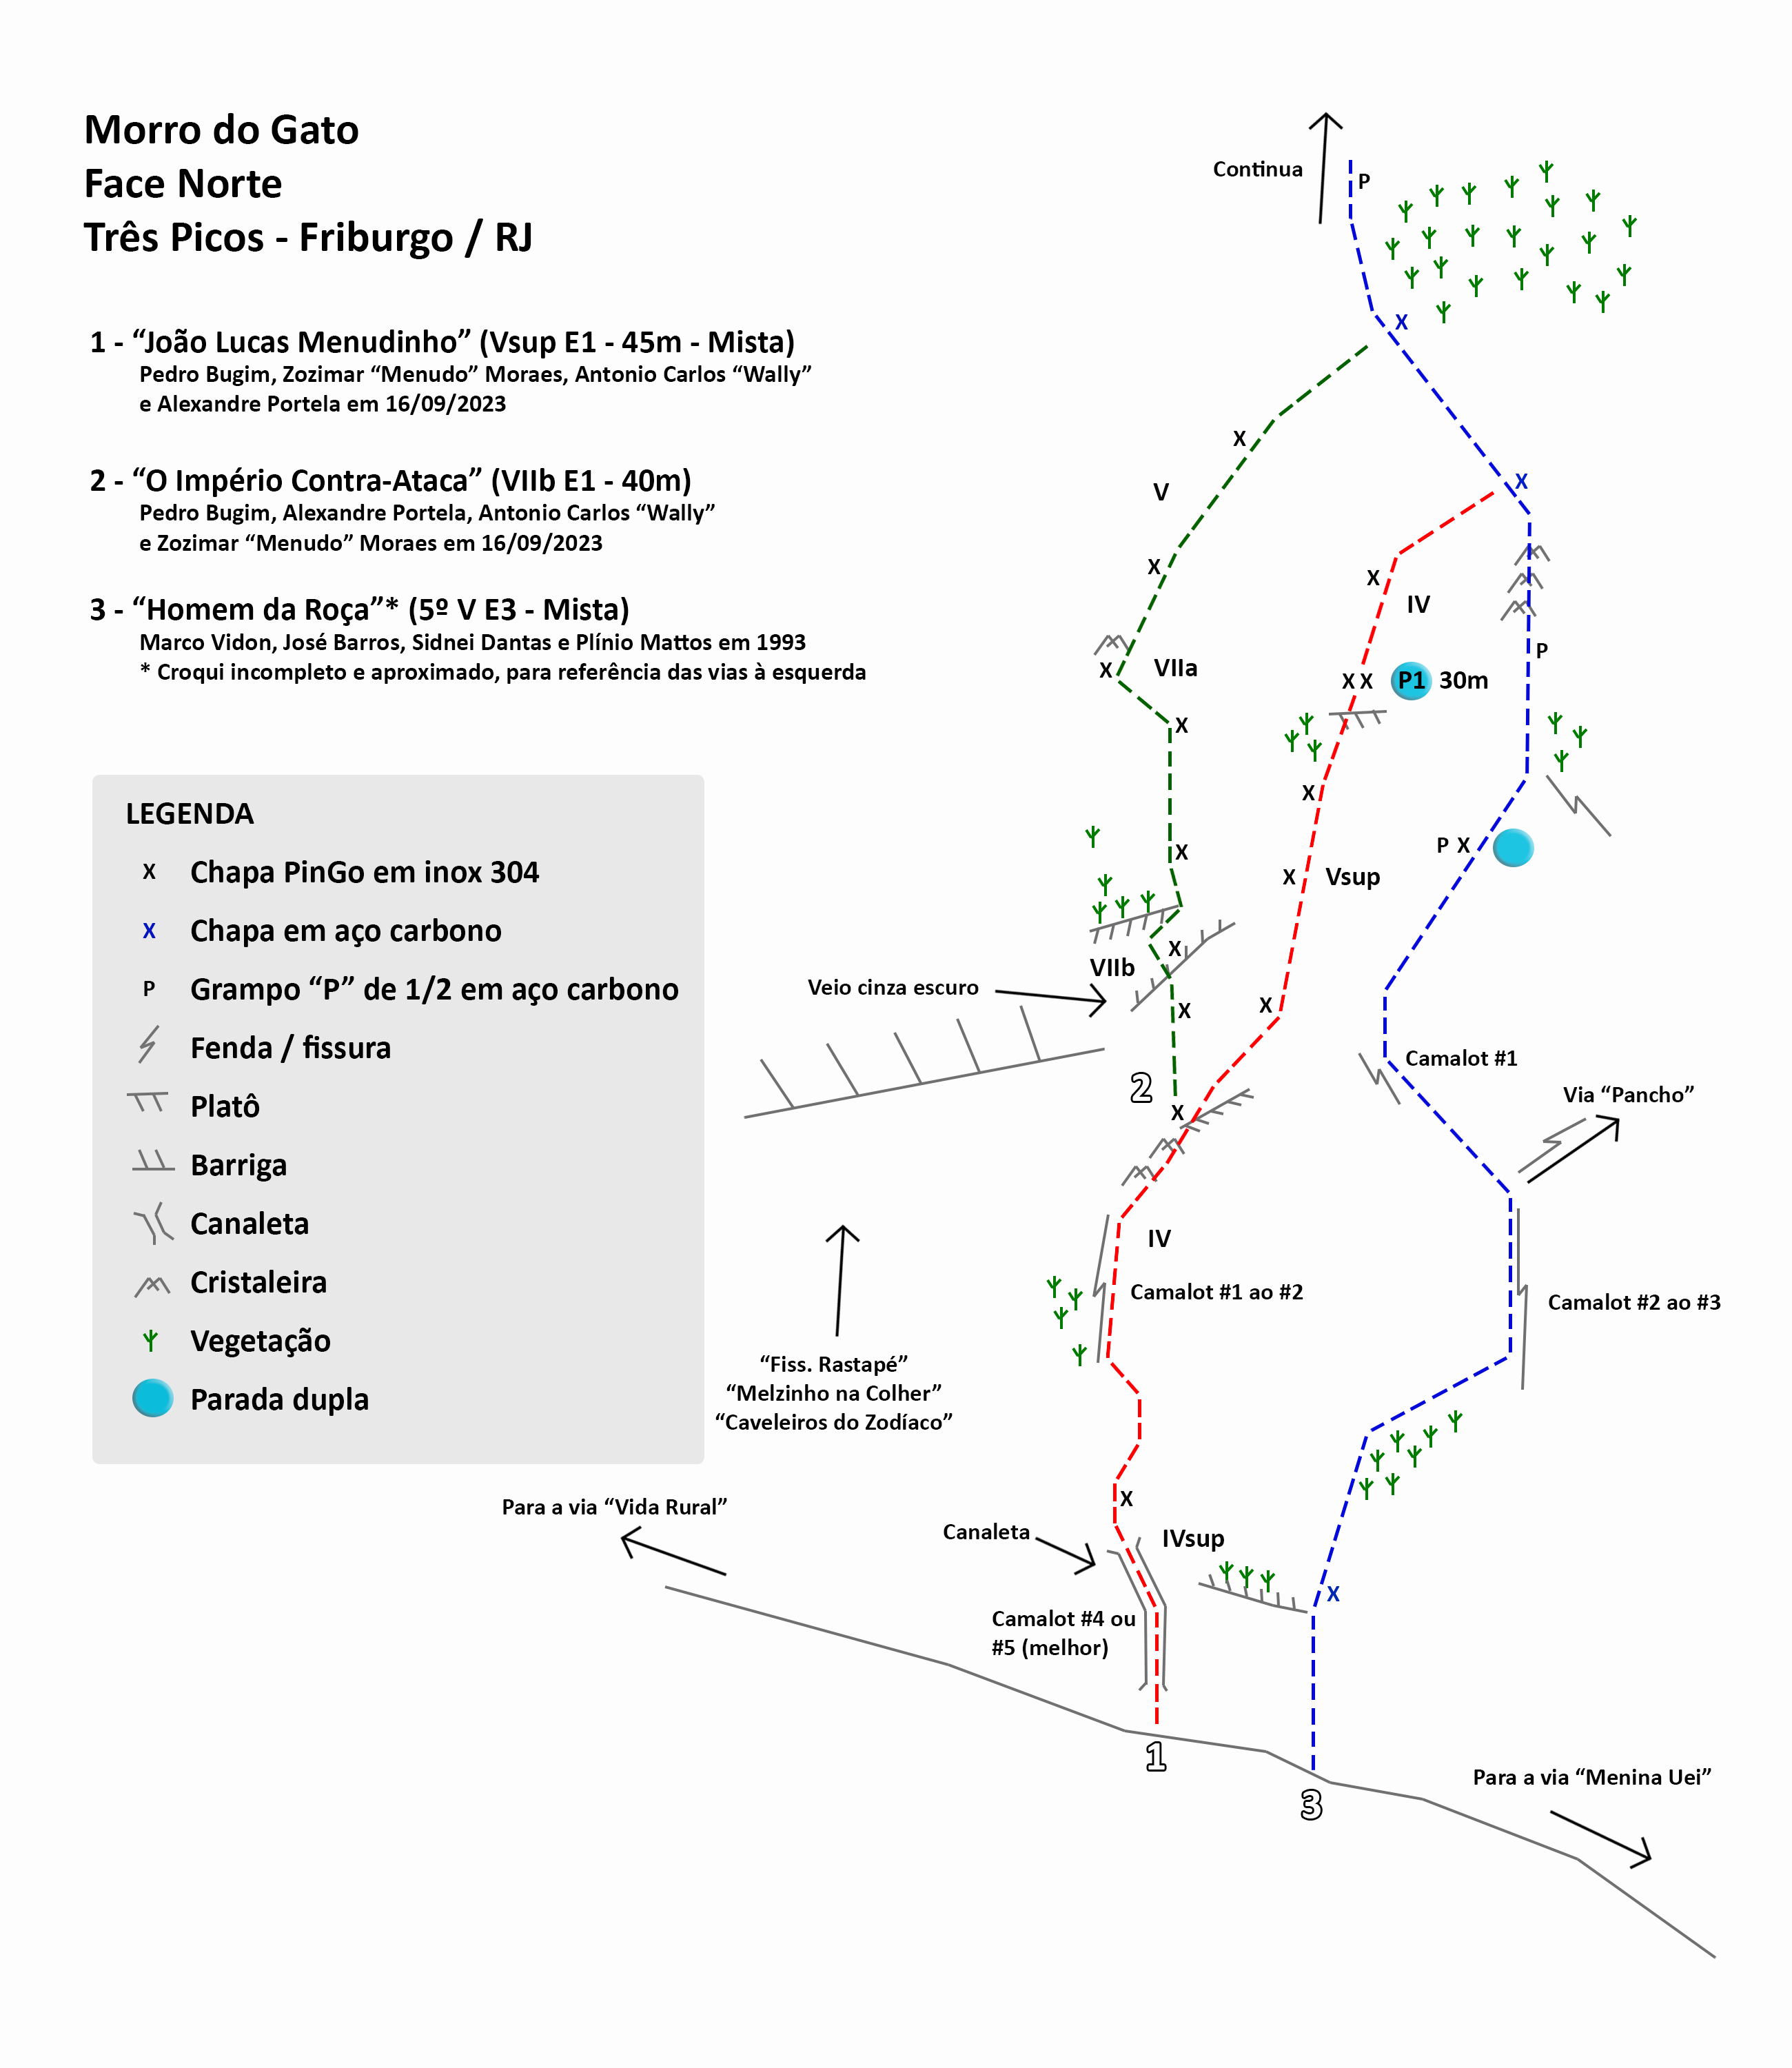 Morro do Gato
Face Norte
Três Picos - Friburgo / RJ
1 - “João Lucas Menudinho” (Vsup E1 - 45m - Mista)
Pedro Bugim, Zozimar “Menudo” Moraes, Antonio Carlos “Wally”
e Alexandre Portela em 16/09/2023
2 - “O Império Contra-Ataca” (VIIb E1 - 40m)
Pedro Bugim, Alexandre Portela, Antonio Carlos “Wally”
e Zozimar “Menudo” Moraes em 16/09/2023
3 - “Homem da Roça”* (5º V E3 - Mista)
Marco Vidon, José Barros, Sidnei Dantas e Plínio Mattos em 1993
* Croqui incompleto e aproximado, para referência das vias à esquerda
LEGENDA
X Chapa PinGo em inox 304
X Chapa em aço carbono
P Grampo “P” de 1/2 em aço carbono
Fenda / fissura
Platô
Barriga
Canaleta
Cristaleira
Vegetação
Parada dupla
Continua
P
X
X
V
X
X
X
IV
P
VIIa
X
X X
P1
30m
X
X
X
P X
X
Vsup
X
VIIb
Veio cinza escuro
X
X
Camalot #1
2
X
Via “Pancho”
IV
Camalot #1 ao #2
Camalot #2 ao #3
“Fiss. Rastapé”
“Melzinho na Colher”
“Caveleiros do Zodíaco”
X
Para a via “Vida Rural”
Canaleta
IVsup
X
Camalot #4 ou
#5 (melhor)
1
3
Para a via “Menina Uei”